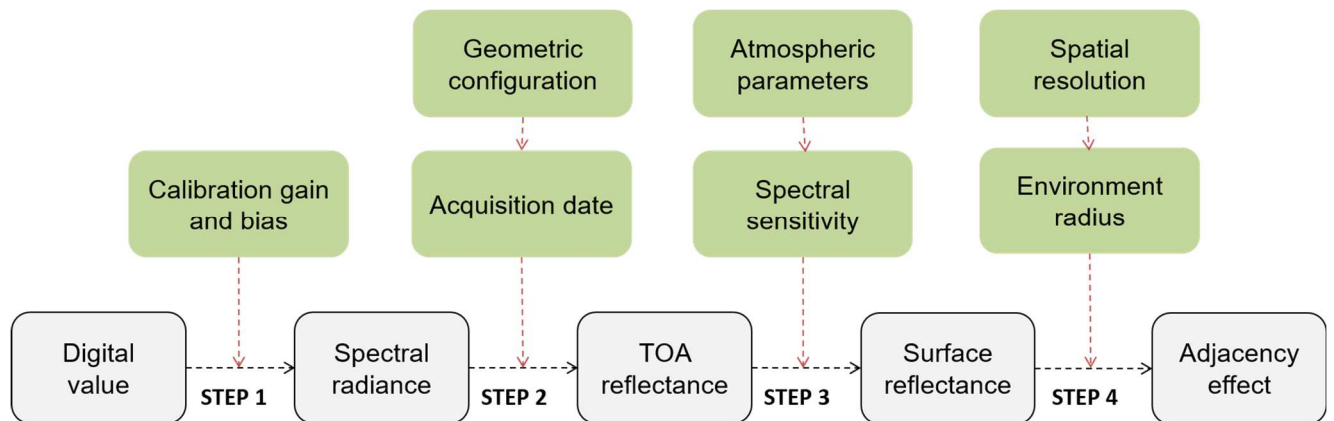 Geometric
configuration
Atmospheric
parameters
Spatial
resolution
Calibration gain
and bias
Acquisition date
Spectral
sensitivity
Environment
radius
Digital
value
STEP 1
Spectral
radiance
STEP 2
TOA
reflectance
STEP 3
Surface
reflectance
STEP 4
Adjacency
effect